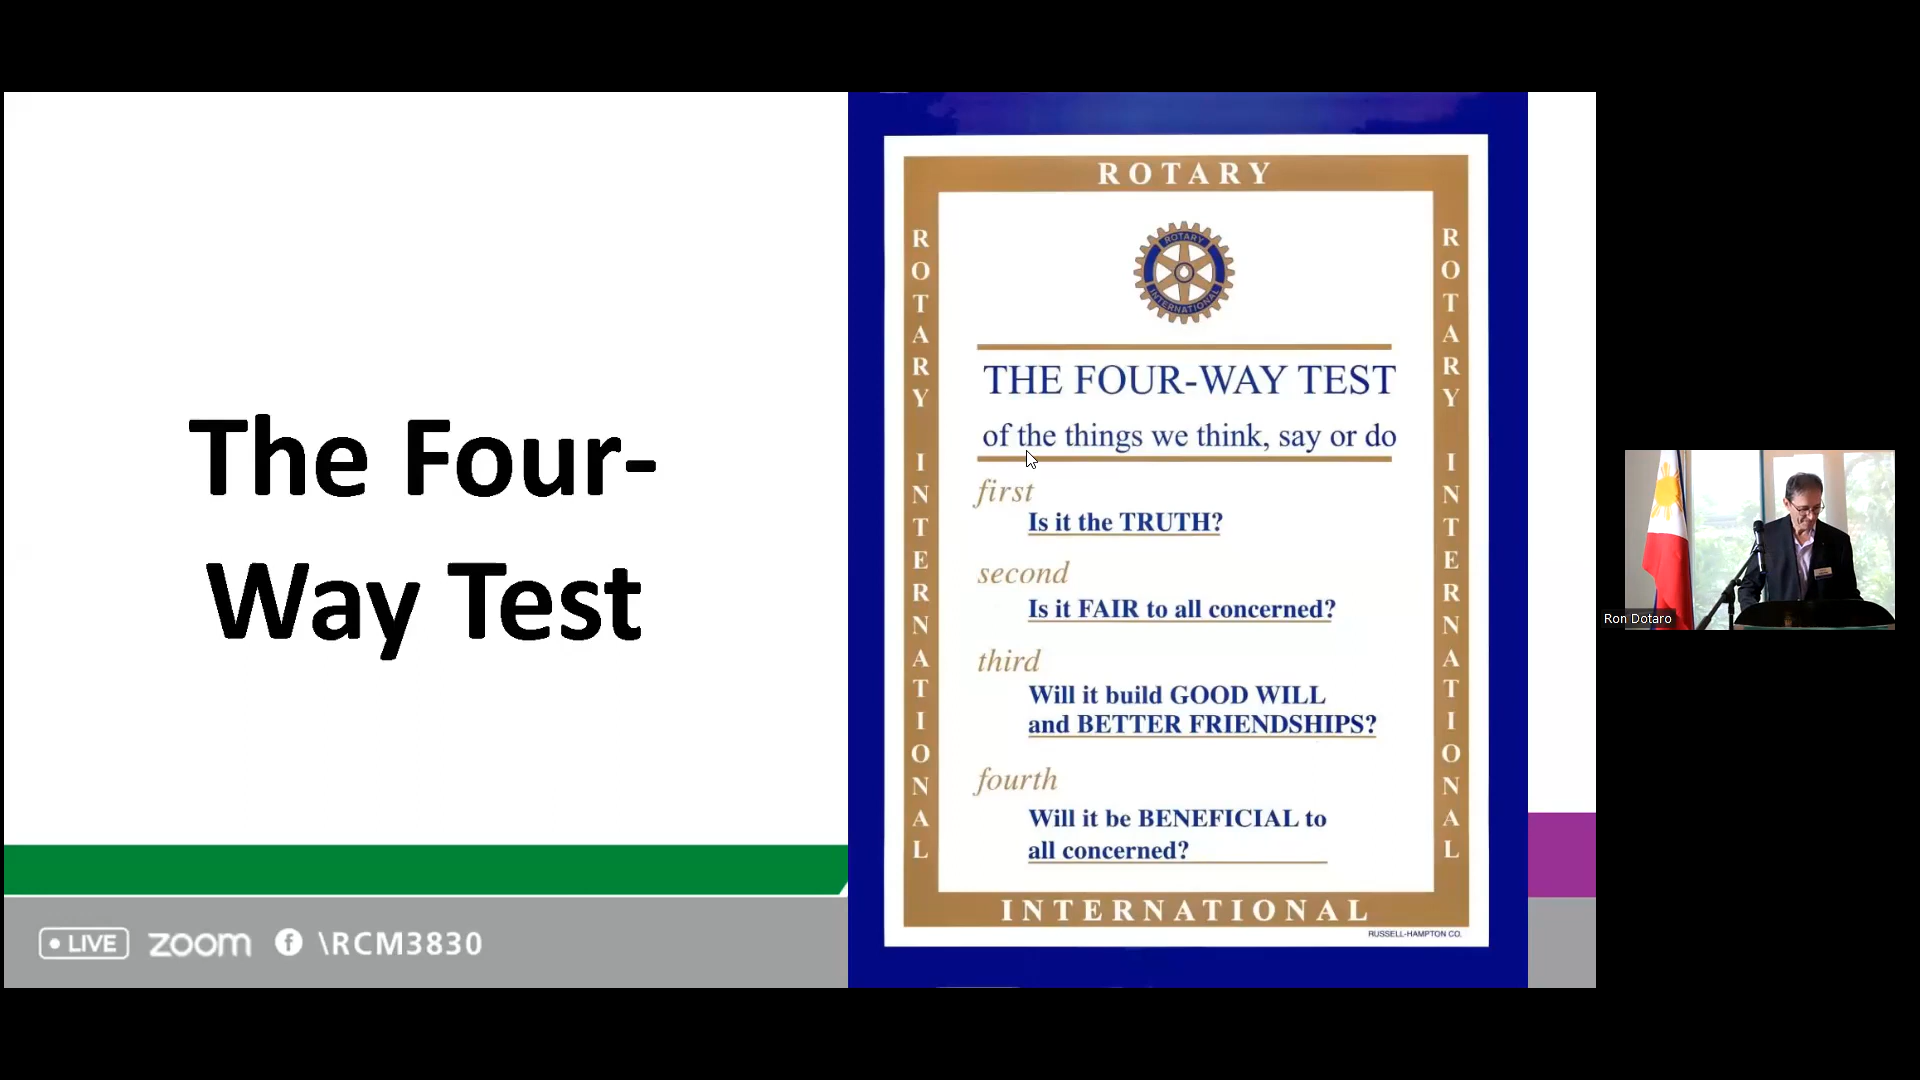 The Four-
Way Test
LIVE zoom f \RCM3830
ROTARY
ROTARY INTERNATIONAL
ROTARY INTERNATIONAL
ROTARY
INTERNATIONAL
THE FOUR-WAY TEST
of the things we think, say or do
first
Is it the TRUTH?
second
Is it FAIR to all concerned?
third
Will it build GOOD WILL
and BETTER FRIENDSHIPS?
fourth
Will it be BENEFICIAL to
all concerned?
INTERNATIONAL
RUSSELL-HAMPTON CO.
Ron Dotaro